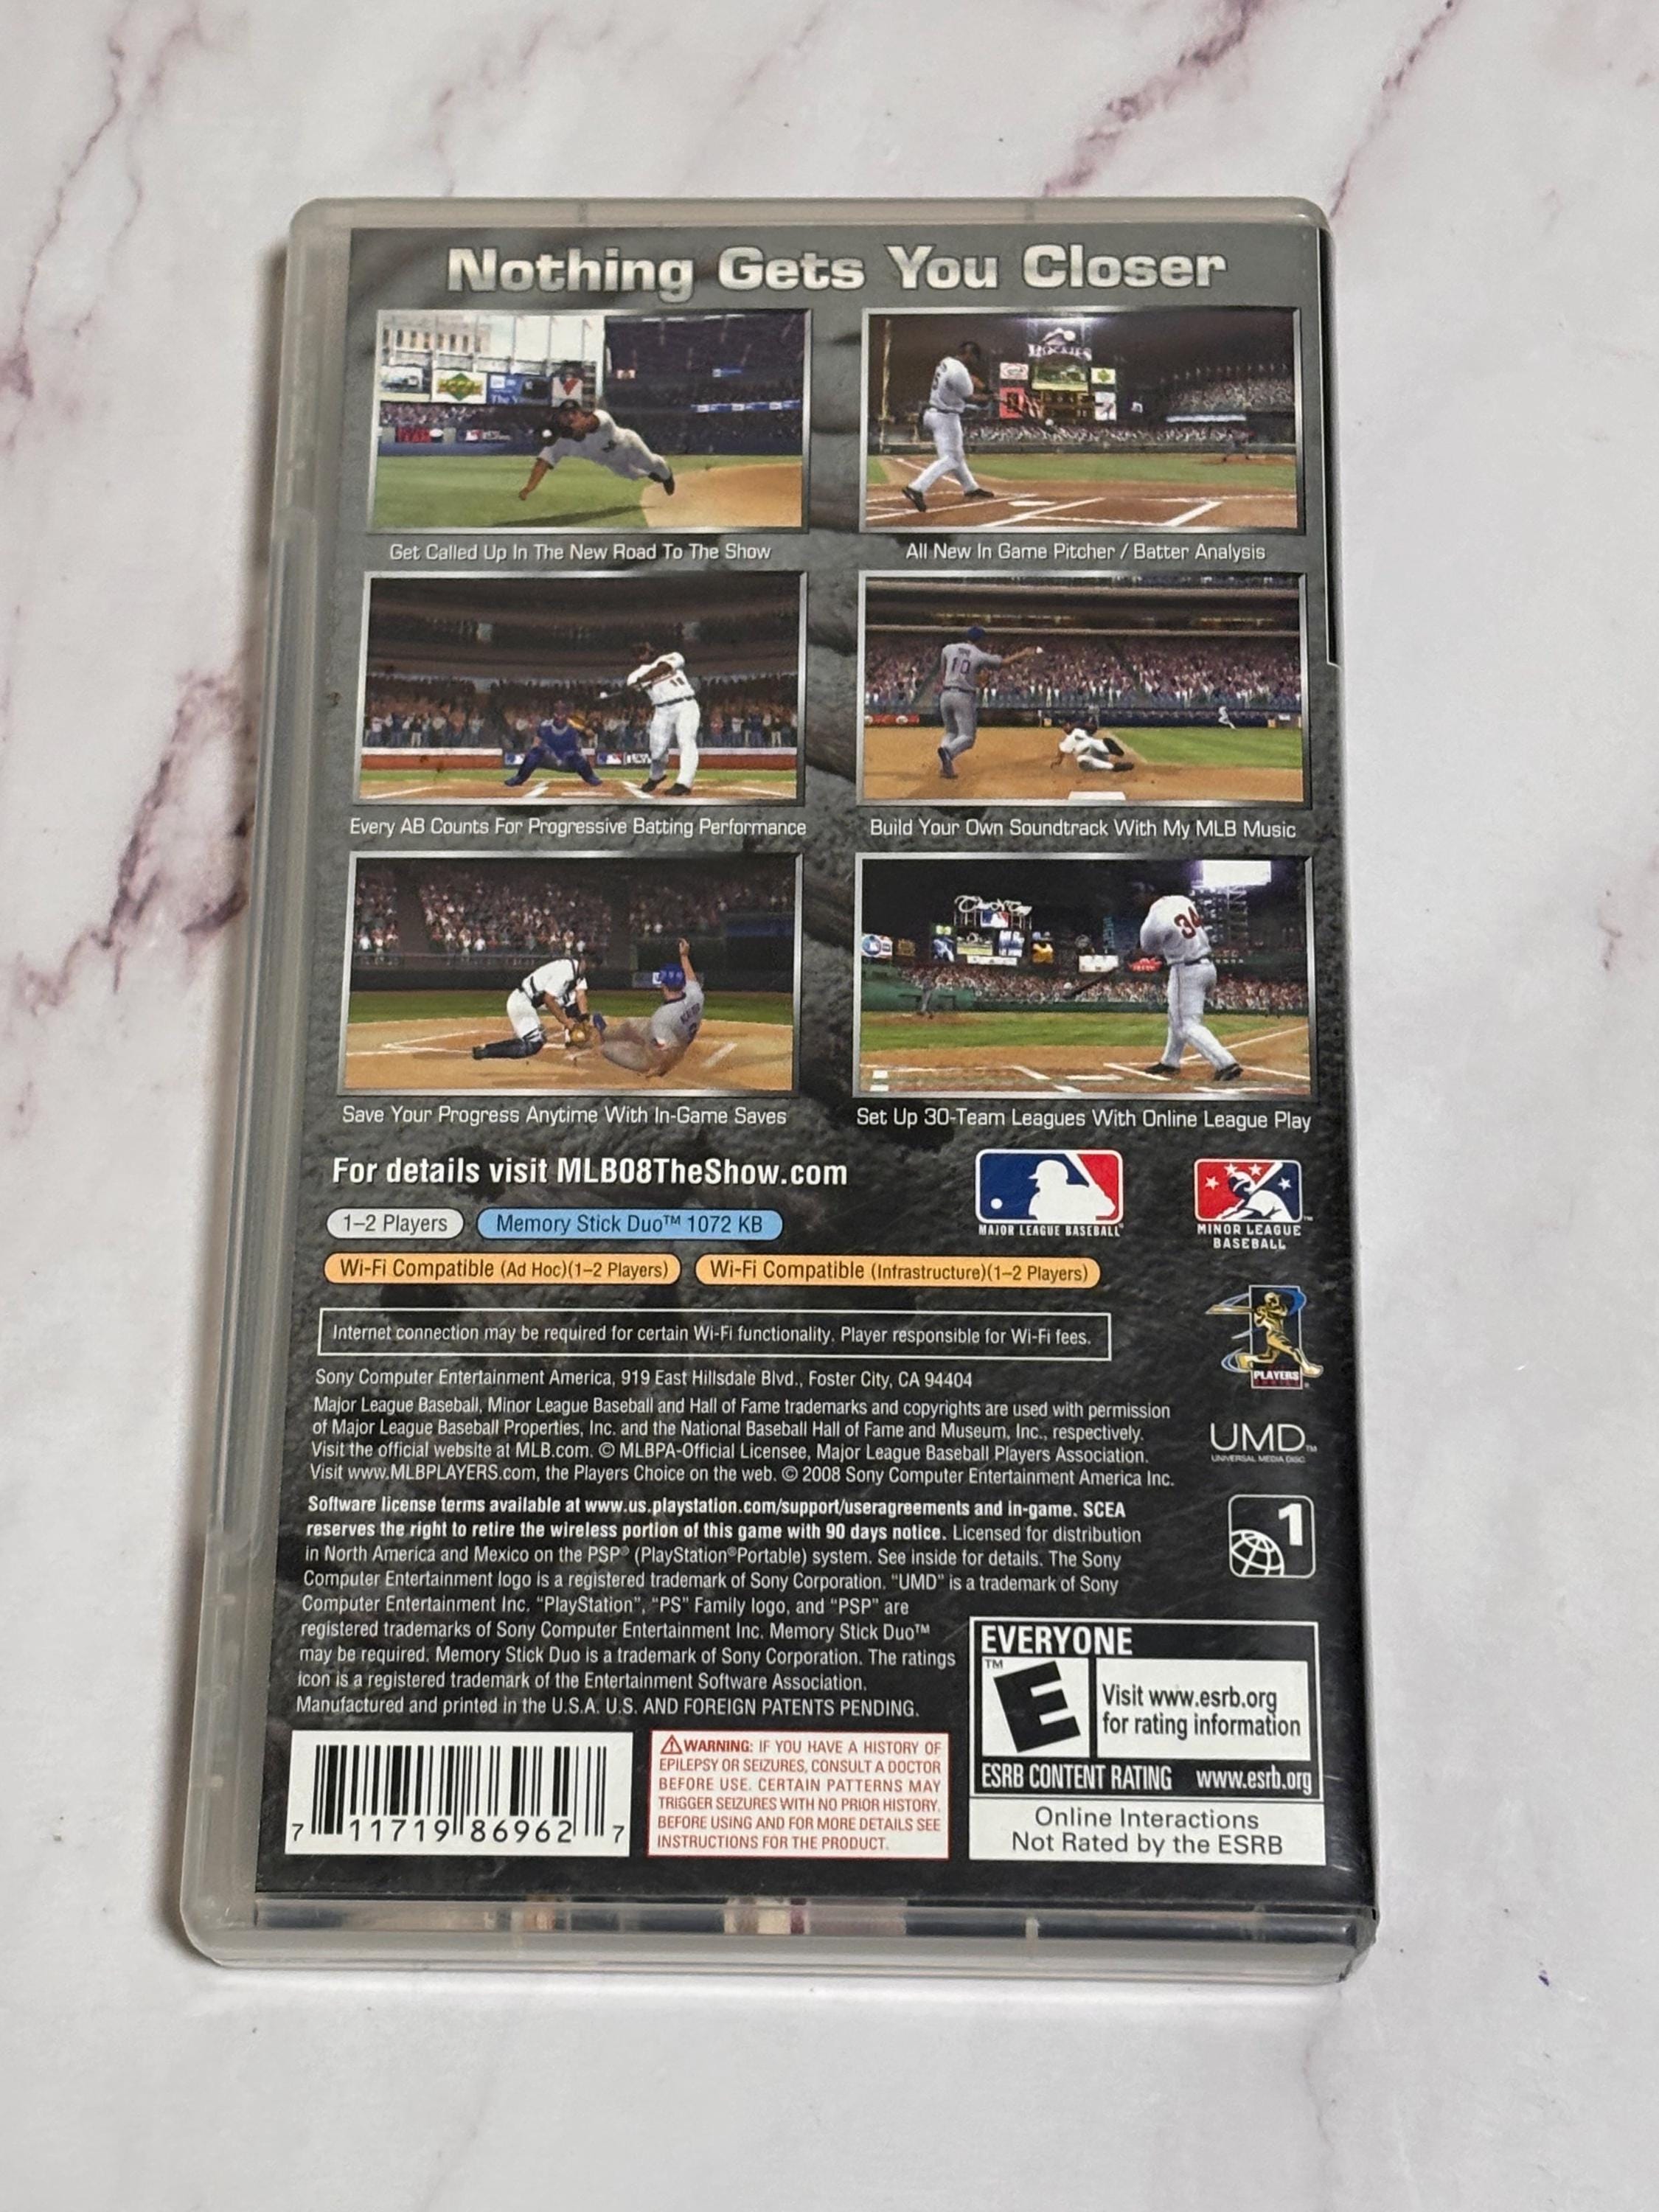 Nothing Gets You Closer
ROCKIES
Get Called Up In The New Road To The Show
All New In Game Pitcher / Batter Analysis
10
Every AB Counts For Progressive Batting Performance
Build Your Own Soundtrack With My MLB Music
34
Save Your Progress Anytime With In-Game Saves
Set Up 30-Team Leagues With Online League Play
For details visit MLB08TheShow.com
MAJOR LEAGUE BASEBALL®
MINOR LEAGUE™
BASEBALL
1–2 Players
Memory Stick Duo™ 1072 KB
Wi-Fi Compatible (Ad Hoc)(1–2 Players)
Wi-Fi Compatible (Infrastructure)(1–2 Players)
Internet connection may be required for certain Wi-Fi functionality. Player responsible for Wi-Fi fees.
PLAYERS
Sony Computer Entertainment America, 919 East Hillsdale Blvd., Foster City, CA 94404
Major League Baseball, Minor League Baseball and Hall of Fame trademarks and copyrights are used with permission
of Major League Baseball Properties, Inc. and the National Baseball Hall of Fame and Museum, Inc., respectively.
Visit the official website at MLB.com. © MLBPA-Official Licensee, Major League Baseball Players Association.
Visit www.MLBPLAYERS.com, the Players Choice on the web. © 2008 Sony Computer Entertainment America Inc.
UMD™
UNIVERSAL MEDIA DISC
Software license terms available at www.us.playstation.com/support/useragreements and in-game. SCEA
reserves the right to retire the wireless portion of this game with 90 days notice. Licensed for distribution
in North America and Mexico on the PSP® (PlayStation®Portable) system. See inside for details. The Sony
Computer Entertainment logo is a registered trademark of Sony Corporation. “UMD” is a trademark of Sony
Computer Entertainment Inc. “PlayStation”, “PS” Family logo, and “PSP” are
registered trademarks of Sony Computer Entertainment Inc. Memory Stick Duo™
may be required. Memory Stick Duo is a trademark of Sony Corporation. The ratings
icon is a registered trademark of the Entertainment Software Association.
Manufactured and printed in the U.S.A. U.S. AND FOREIGN PATENTS PENDING.
1
EVERYONE
™
E
Visit www.esrb.org
for rating information
ESRB CONTENT RATING www.esrb.org
Online Interactions
Not Rated by the ESRB
7 11719 86962 7
WARNING: IF YOU HAVE A HISTORY OF
EPILEPSY OR SEIZURES, CONSULT A DOCTOR
BEFORE USE. CERTAIN PATTERNS MAY
TRIGGER SEIZURES WITH NO PRIOR HISTORY.
BEFORE USING AND FOR MORE DETAILS SEE
INSTRUCTIONS FOR THE PRODUCT.